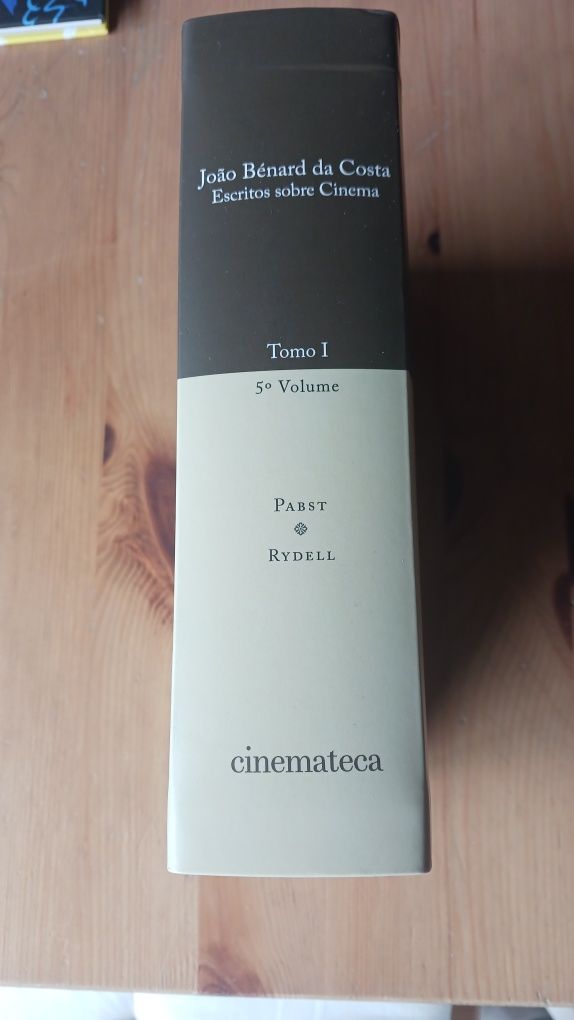 João Bénard da Costa
Escritos sobre Cinema
Tomo I
5º Volume
PABST
RYDELL
cinemateca